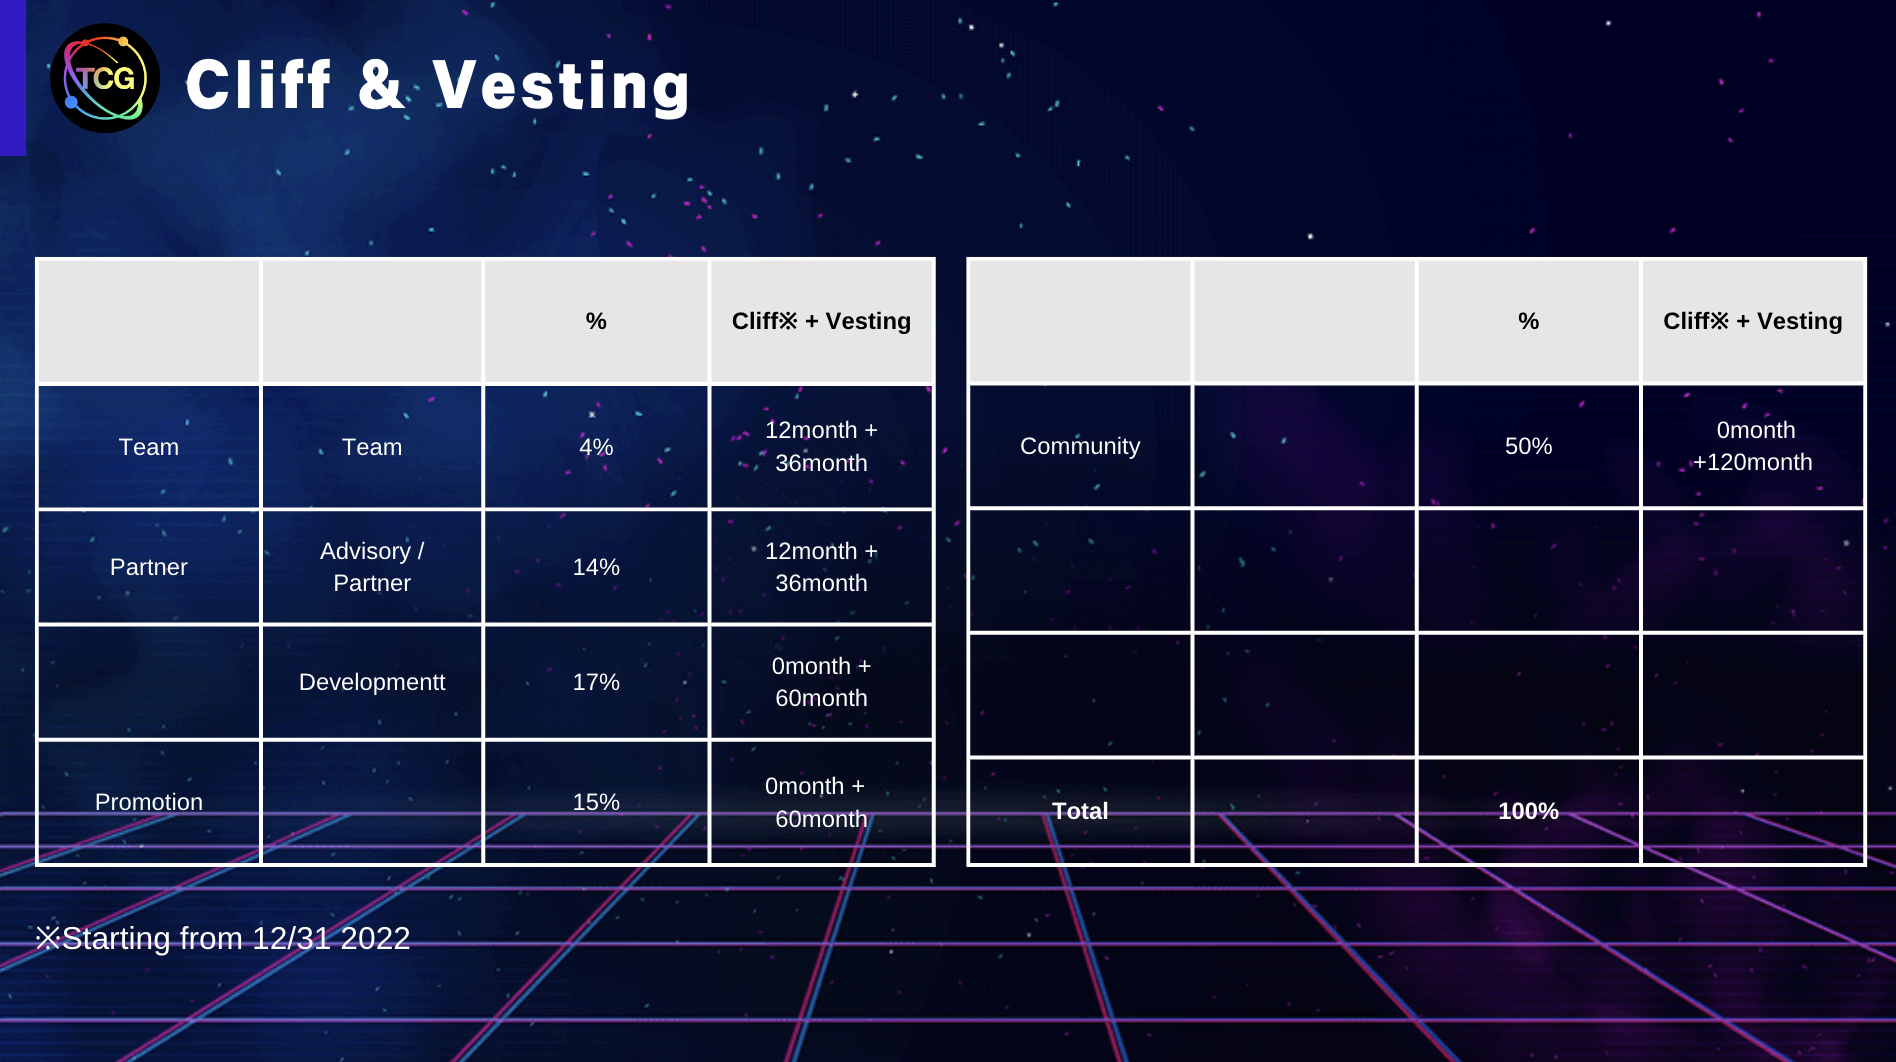 TCG
Cliff & Vesting
%
Cliff※ + Vesting
Team
Team
4%
12month +
36month
Partner
Advisory /
Partner
14%
12month +
36month
Developmentt
17%
0month +
60month
Promotion
15%
0month +
60month
%
Cliff※ + Vesting
Community
50%
0month
+120month
Total
100%
※Starting from 12/31 2022